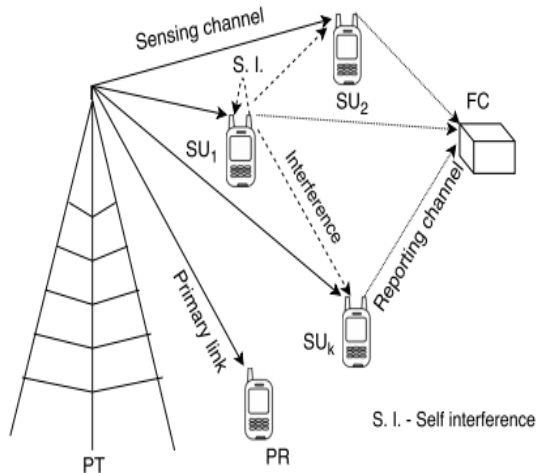 Sensing channel
S. I.
SU2
FC
SU1
Interference
Reporting channel
Primary link
SUk
S. I. - Self interference
PR
PT